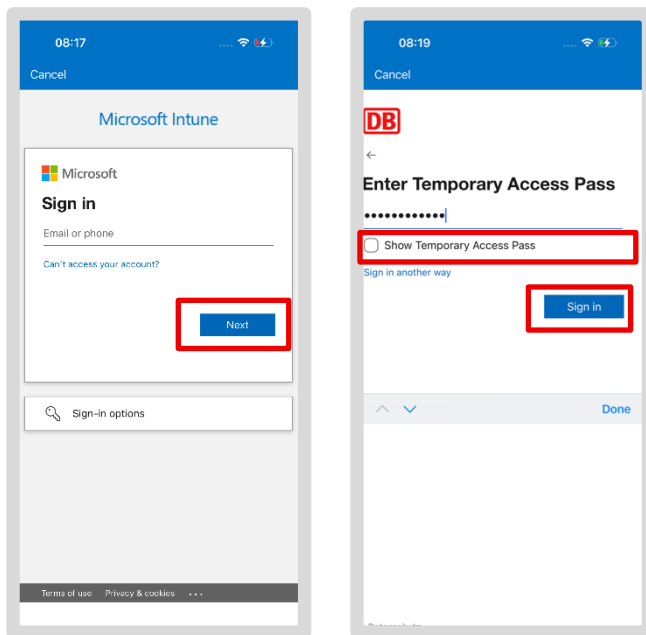 08:17
Cancel
Microsoft Intune
Microsoft
Sign in
Email or phone
Can't access your account?
Next
Sign-in options
Terms of use Privacy & cookies ...
08:19
Cancel
DB
Enter Temporary Access Pass
Show Temporary Access Pass
Sign in another way
Sign in
Done